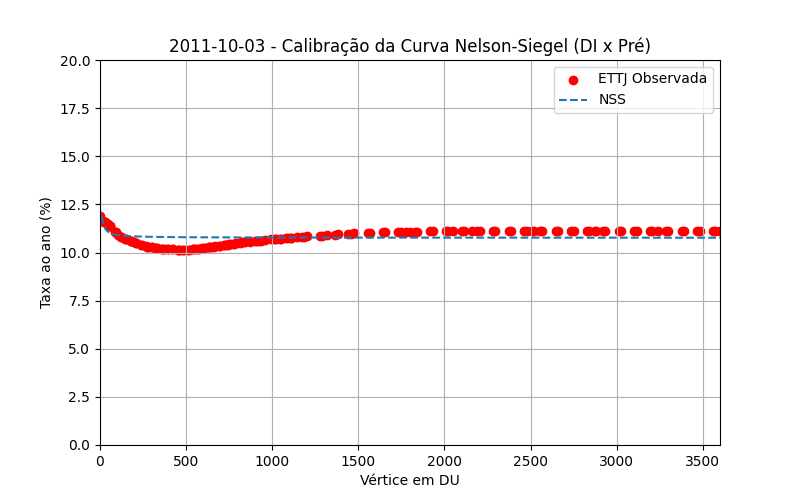 2011-10-03 - Calibração da Curva Nelson-Siegel (DI x Pré)
ETTJ Observada
NSS
20.0
17.5
15.0
12.5
10.0
7.5
5.0
2.5
0.0
Taxa ao ano (%)
0 500 1000 1500 2000 2500 3000 3500
Vértice em DU